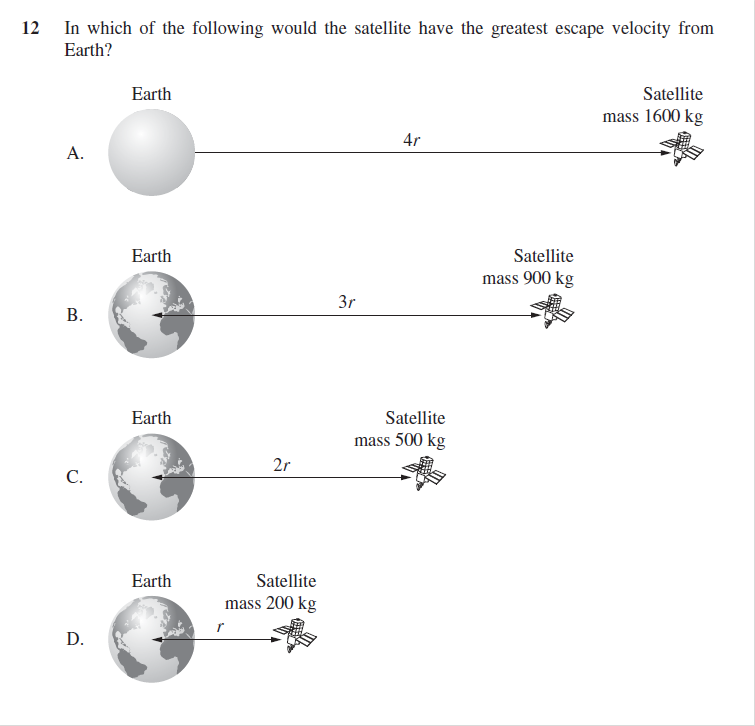 12 In which of the following would the satellite have the greatest escape velocity from
Earth?
Earth
Satellite
mass 1600 kg
A.
4r
Earth
Satellite
mass 900 kg
B.
3r
Earth
Satellite
mass 500 kg
C.
2r
Earth
Satellite
mass 200 kg
D.
r